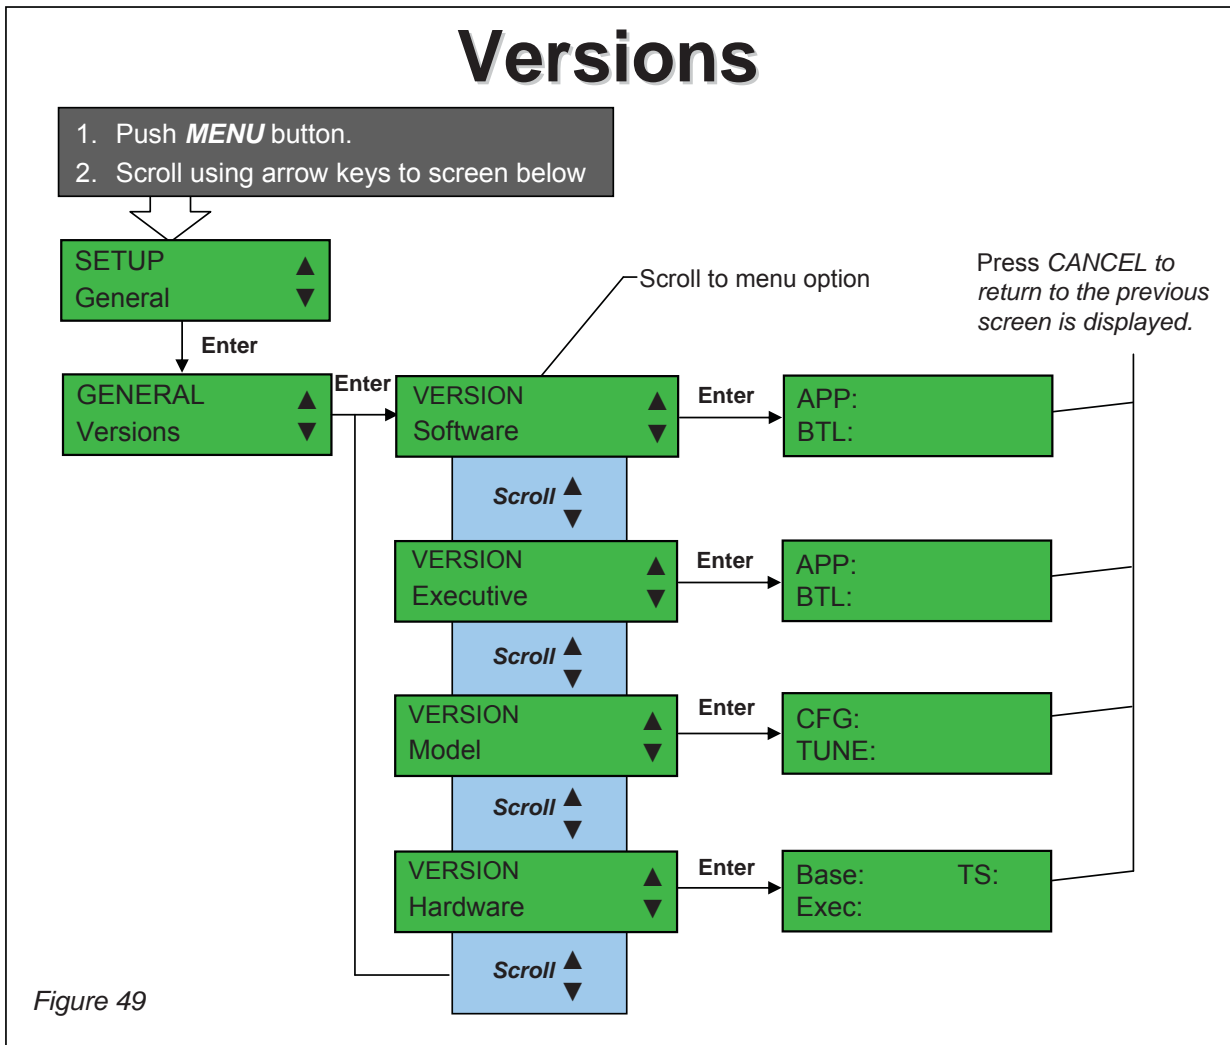 Versions
1. Push MENU button.
2. Scroll using arrow keys to screen below
SETUP
General
Enter
GENERAL
Versions
Enter
Scroll to menu option
VERSION
Software
Enter
APP:
BTL:
Press CANCEL to
return to the previous
screen is displayed.
Scroll
VERSION
Executive
Enter
APP:
BTL:
Scroll
VERSION
Model
Enter
CFG:
TUNE:
Scroll
VERSION
Hardware
Enter
Base: TS:
Exec:
Scroll
Figure 49